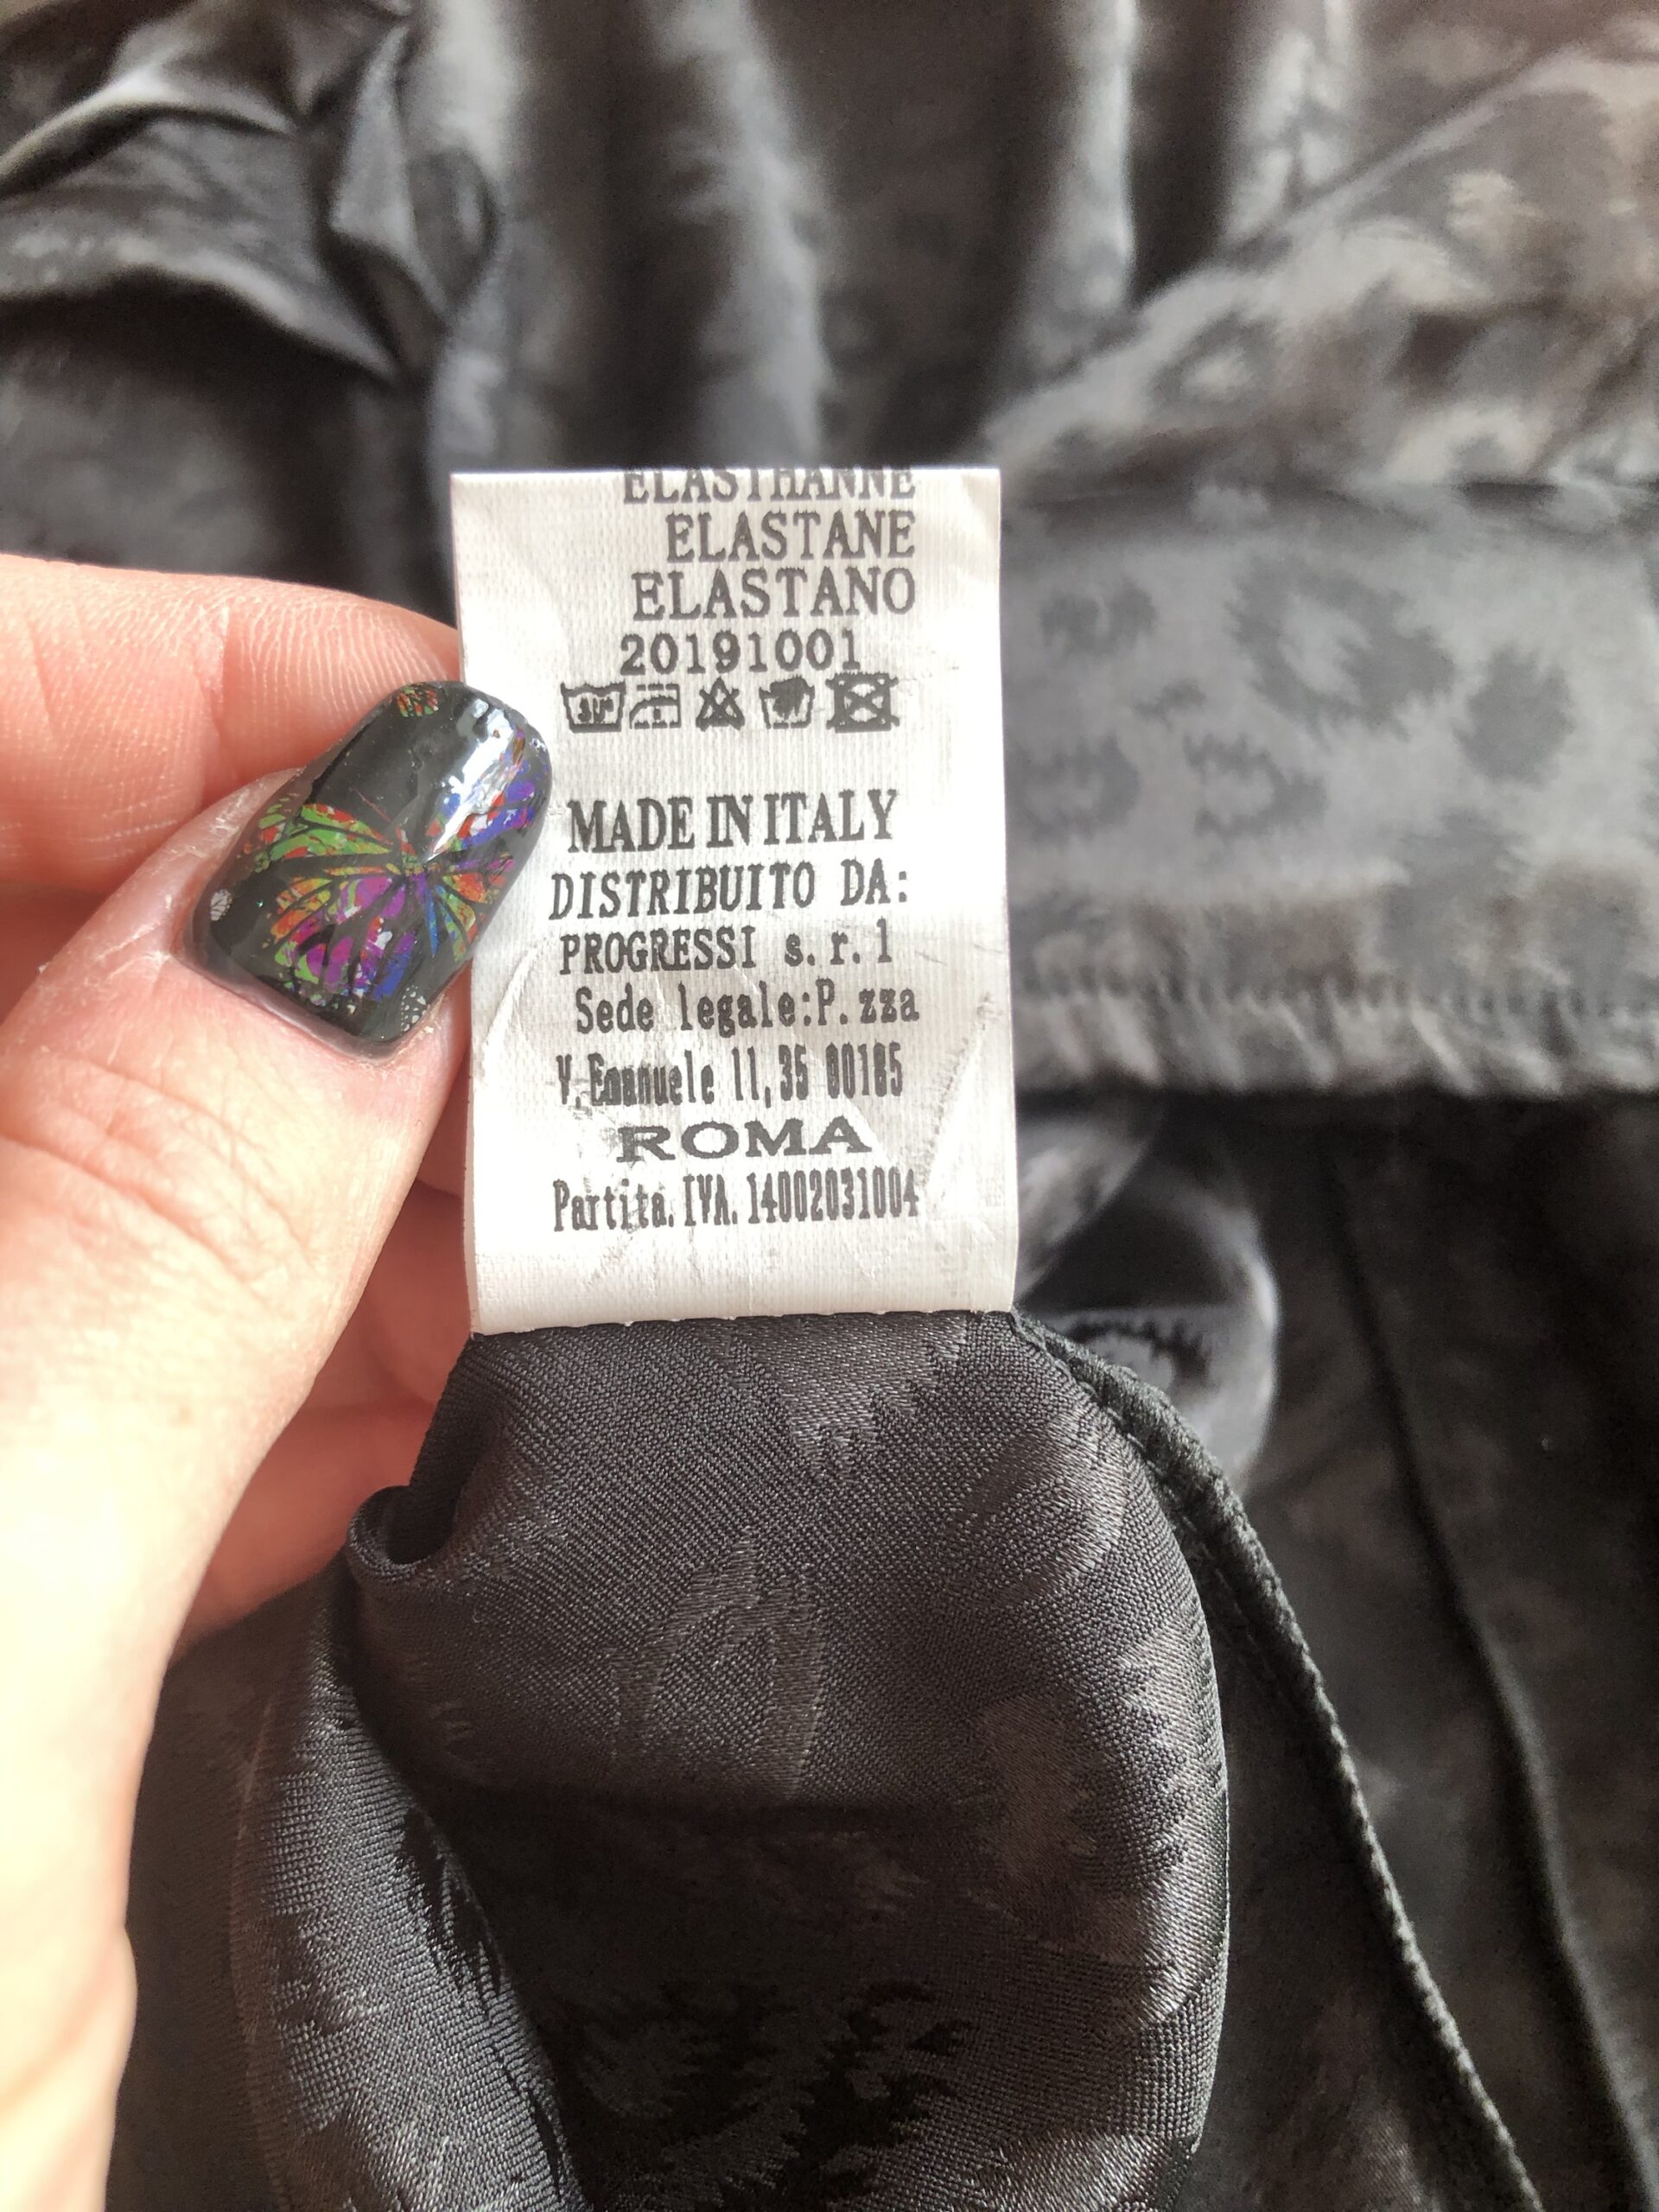 ELASTHANNE
ELASTANE
ELASTANO
20191001
30°
MADE IN ITALY
DISTRIBUITO DA:
PROGRESSI s.r.l
Sede legale:P.zza
V.Emanuele 11,35 00185
ROMA
Partita.IVA.14002031004